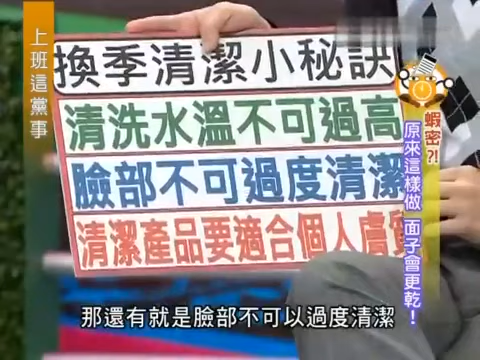 上班這黨事
換季清潔小秘訣
清洗水溫不可過高
臉部不可過度清潔
清潔產品要適合個人膚質
蝦密?!
原來這樣做 面子會更乾!
那還有就是臉部不可以過度清潔